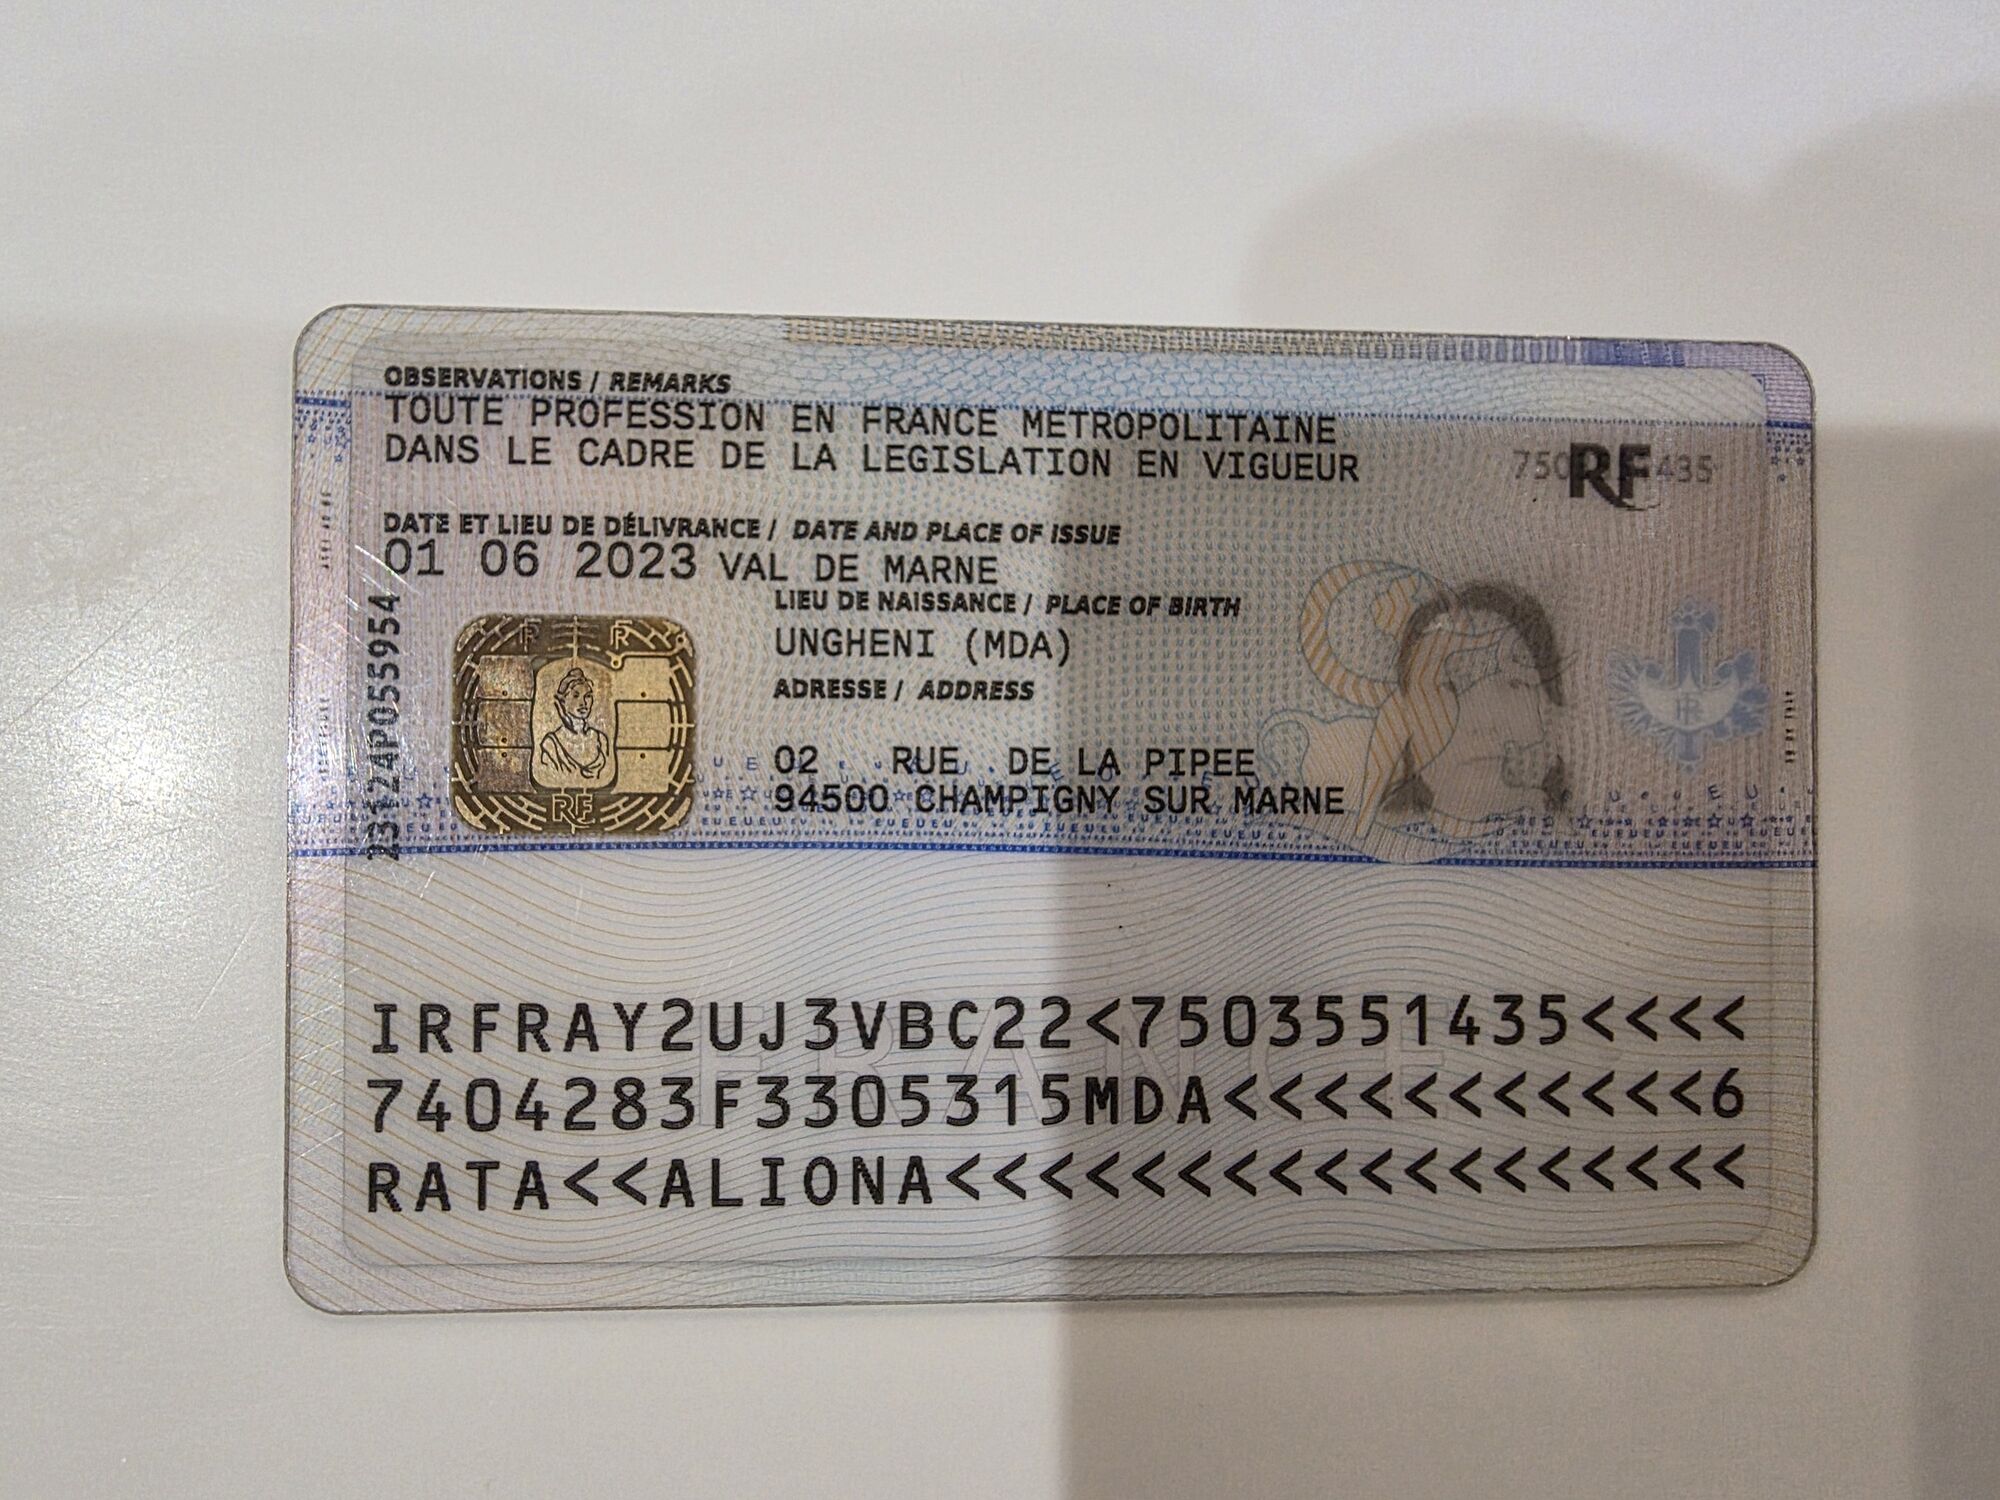 OBSERVATIONS / REMARKS
TOUTE PROFESSION EN FRANCE METROPOLITAINE
DANS LE CADRE DE LA LEGISLATION EN VIGUEUR
RF
DATE ET LIEU DE DÉLIVRANCE / DATE AND PLACE OF ISSUE
01 06 2023 VAL DE MARNE
LIEU DE NAISSANCE / PLACE OF BIRTH
UNGHENI (MDA)
ADRESSE / ADDRESS
02 RUE DE LA PIPEE
94500 CHAMPIGNY SUR MARNE
23124P055954
RF
FRANCE
IRFRAY2UJ3VBC22<7503551435<<<<
7404283F3305315MDA<<<<<<<<<<<6
RATA<<ALIONA<<<<<<<<<<<<<<<<<<